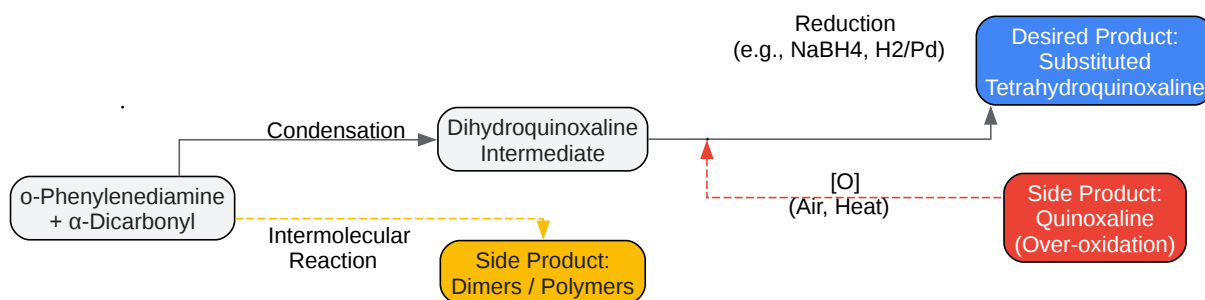 Reduction
(e.g., NaBH4, H2/Pd)
Desired Product:
Substituted
Tetrahydroquinoxaline
Condensation
Dihydroquinoxaline
Intermediate
o-Phenylenediamine
+ α-Dicarbonyl
[O]
(Air, Heat)
Side Product:
Quinoxaline
(Over-oxidation)
Intermolecular
Reaction
Side Product:
Dimers / Polymers